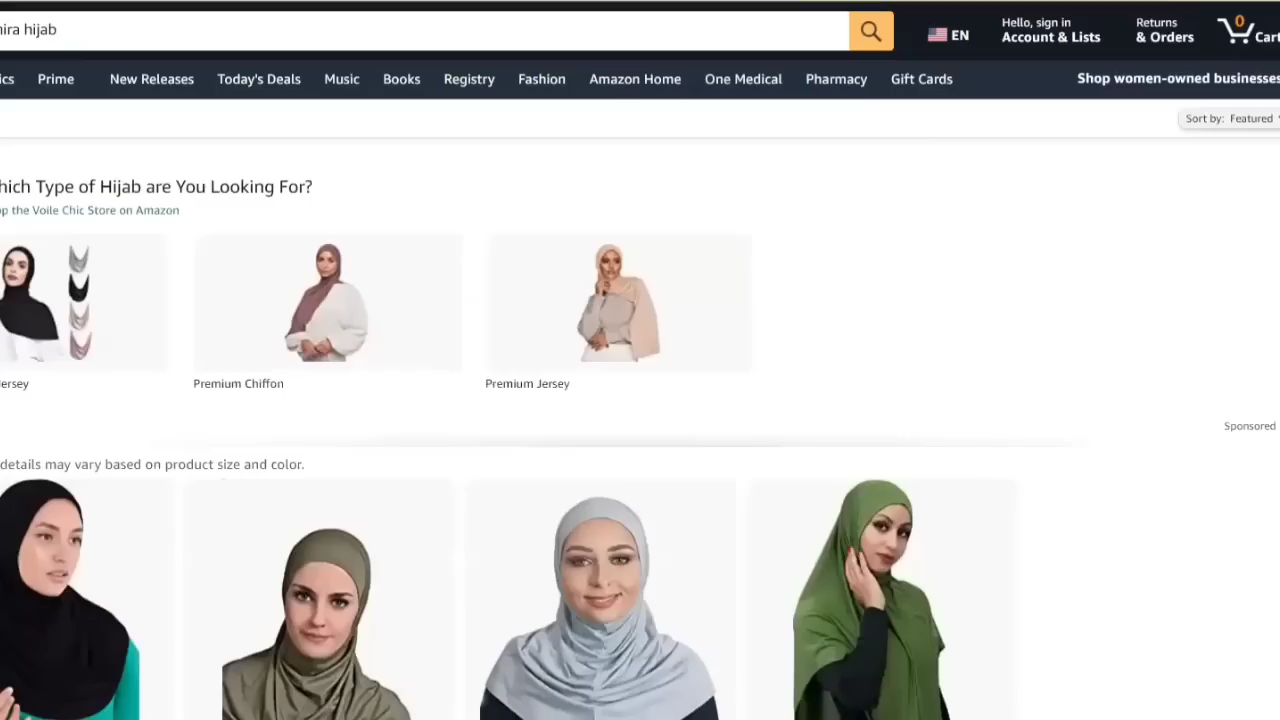 ira hijab
EN
Hello, sign in
Account & Lists
Returns
& Orders
0
Cart
ics
Prime
New Releases
Today's Deals
Music
Books
Registry
Fashion
Amazon Home
One Medical
Pharmacy
Gift Cards
Shop women-owned businesses
Sort by: Featured
hich Type of Hijab are You Looking For?
op the Voile Chic Store on Amazon
ersey
Premium Chiffon
Premium Jersey
Sponsored
details may vary based on product size and color.